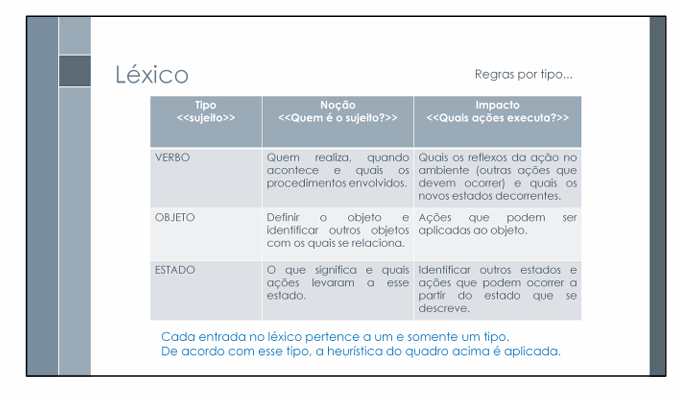 Léxico
Regras por tipo...
Tipo
<<sujeito>>
Noção
<<Quem é o sujeito?>>
Impacto
<<Quais ações executa?>>
VERBO
Quem realiza, quando
acontece e quais os
procedimentos envolvidos.
Quais os reflexos da ação no
ambiente (outras ações que
devem ocorrer) e quais os
novos estados decorrentes.
OBJETO
Definir o objeto e
identificar outros objetos
com os quais se relaciona.
Ações que podem ser
aplicadas ao objeto.
ESTADO
O que significa e quais
ações levaram a esse
estado.
Identificar outros estados e
ações que podem ocorrer a
partir do estado que se
descreve.
Cada entrada no léxico pertence a um e somente um tipo.
De acordo com esse tipo, a heurística do quadro acima é aplicada.